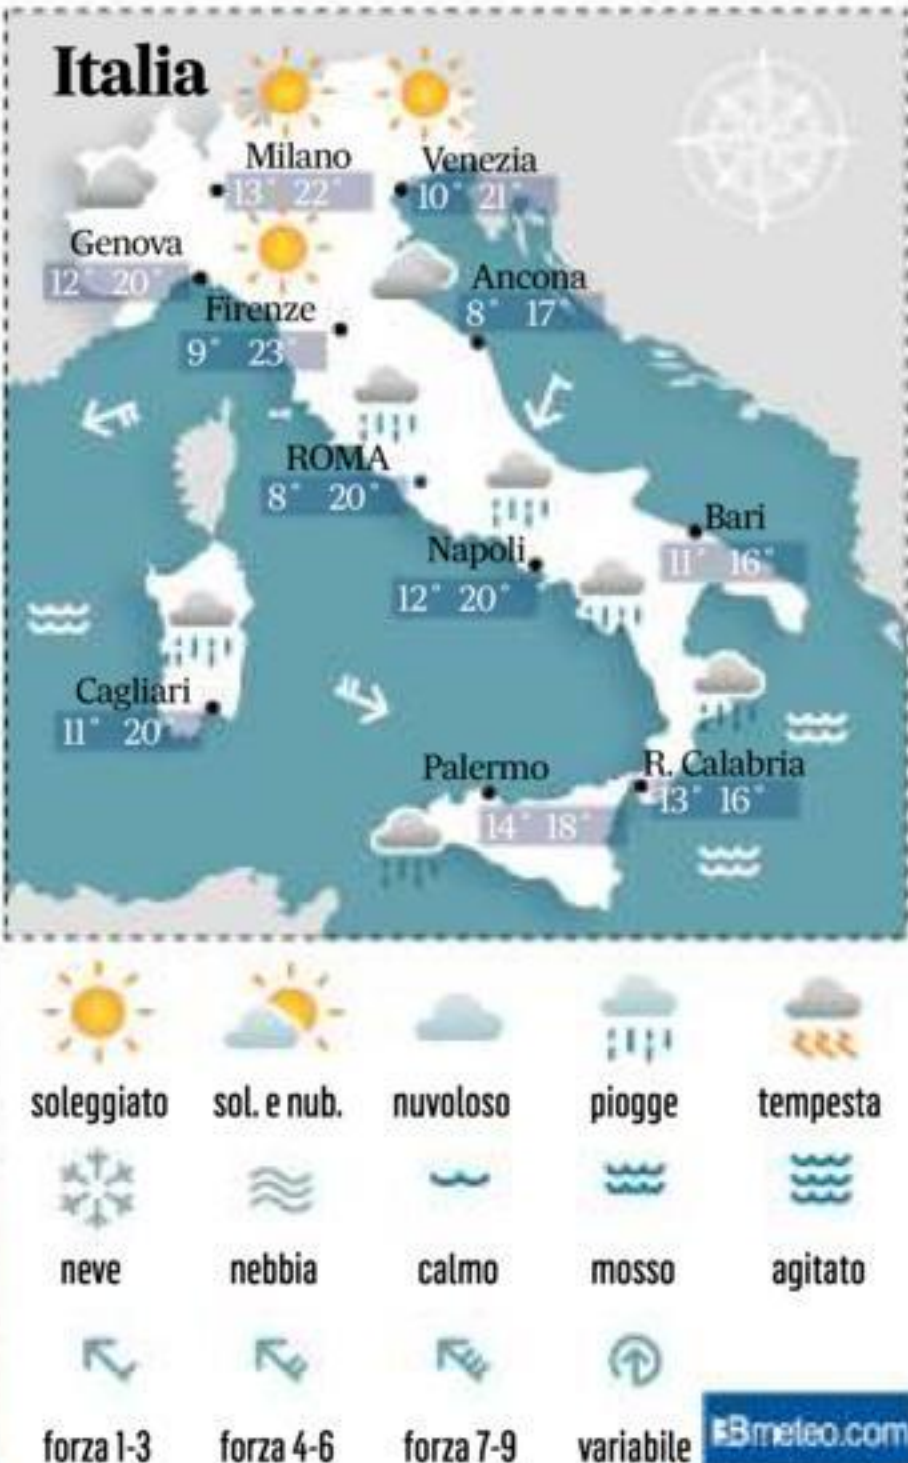 Italia
Milano
13° 22°
Venezia
10° 21°
Genova
12° 20°
Firenze
9° 23°
Ancona
8° 17°
ROMA
8° 20°
Napoli
12° 20°
Bari
11° 16°
Cagliari
11° 20°
Palermo
14° 18°
R. Calabria
13° 16°
soleggiato
sol. e nub.
nuvoloso
piogge
tempesta
neve
nebbia
calmo
mosso
agitato
forza 1-3
forza 4-6
forza 7-9
variabile
3Bmeteo.com